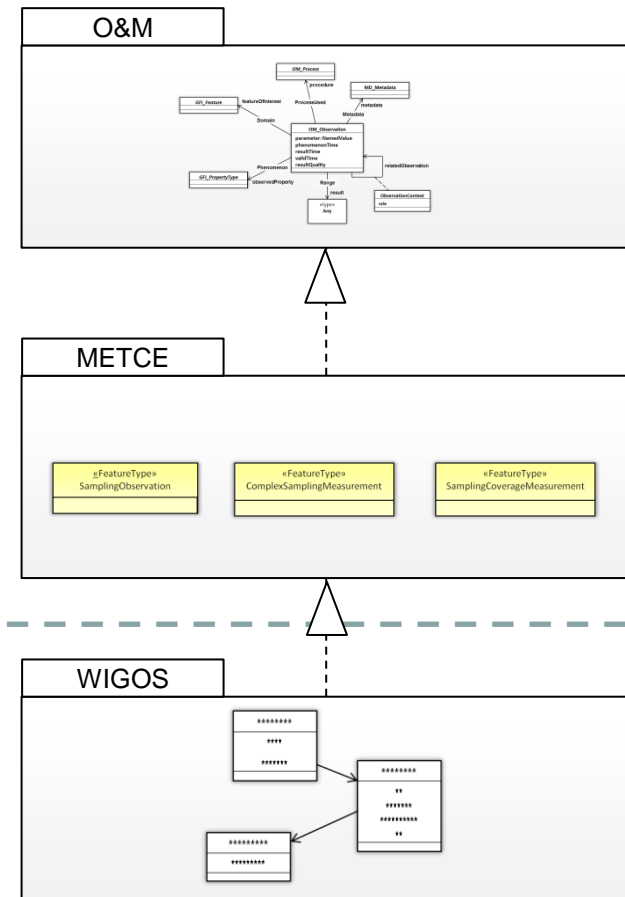 O&M
OM_Process
procedure
MD_Metadata
GFI_Feature
featureOfInterest
ProcessUsed
metadata
Metadata
Domain
OM_Observation
parameter:NamedValue
phenomenonTime
resultTime
validTime
resultQuality
relatedObservation
Phenomenon
GFI_PropertyType
observedProperty
Range
result
ObservationContext
role
«type»
Any
METCE
«FeatureType»
SamplingObservation
«FeatureType»
ComplexSamplingMeasurement
«FeatureType»
SamplingCoverageMeasurement
WIGOS
********
****
*******
********
**
*******
**********
**
*********
*********